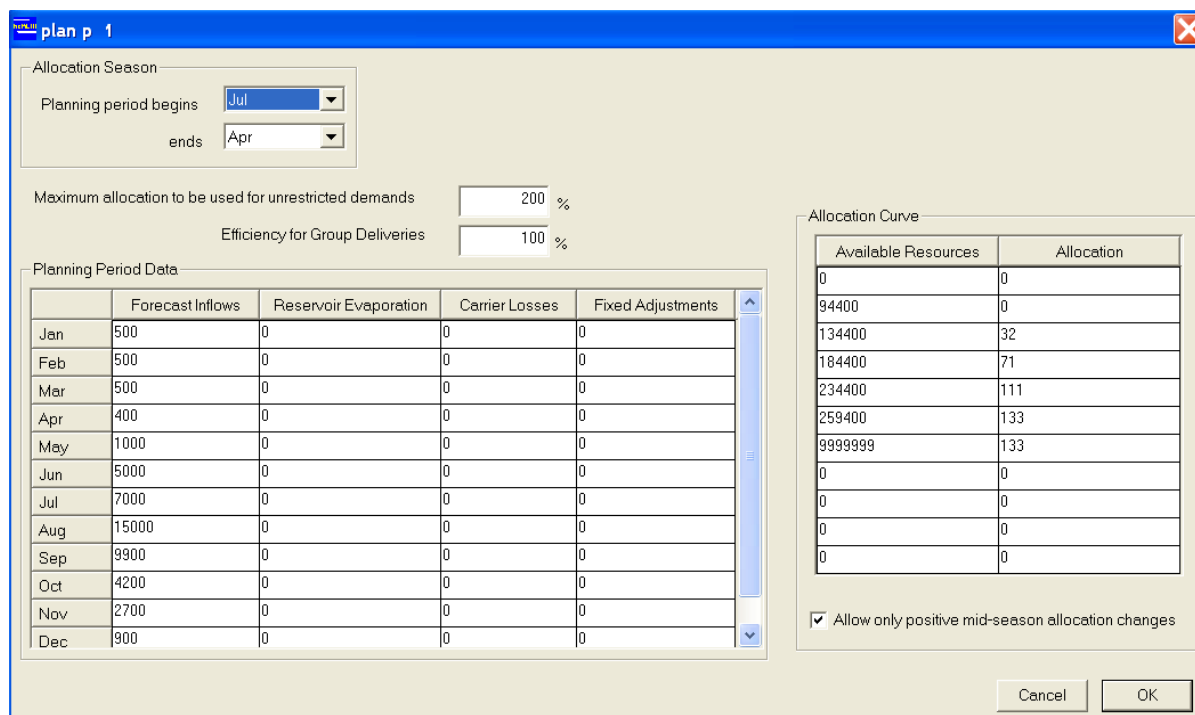 plan p 1
Allocation Season
Planning period begins Jul
ends Apr
Maximum allocation to be used for unrestricted demands 200 %
Efficiency for Group Deliveries 100 %
Planning Period Data
Forecast Inflows Reservoir Evaporation Carrier Losses Fixed Adjustments
Jan 500 0 0 0
Feb 500 0 0 0
Mar 500 0 0 0
Apr 400 0 0 0
May 1000 0 0 0
Jun 5000 0 0 0
Jul 7000 0 0 0
Aug 15000 0 0 0
Sep 9900 0 0 0
Oct 4200 0 0 0
Nov 2700 0 0 0
Dec 900 0 0 0
Allocation Curve
Available Resources Allocation
0 0
94400 0
134400 32
184400 71
234400 111
259400 133
9999999 133
0 0
0 0
0 0
0 0
Allow only positive mid-season allocation changes
Cancel OK